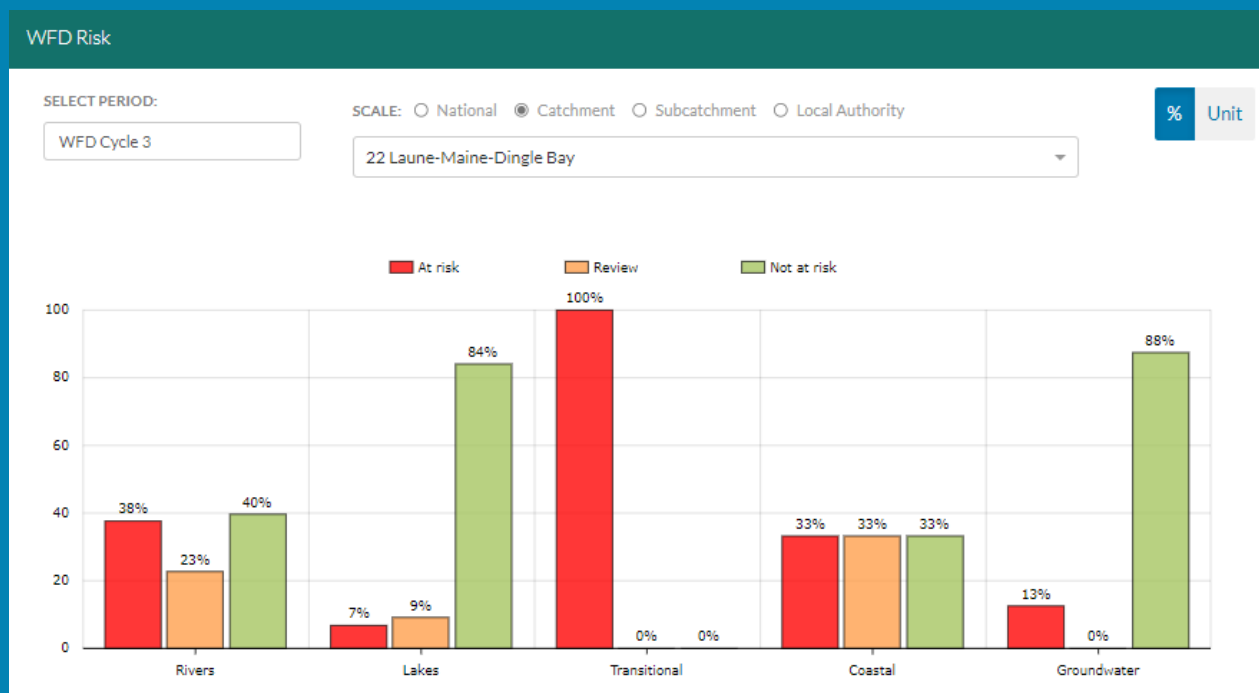 WFD Risk
SELECT PERIOD:
WFD Cycle 3
SCALE: National Catchment Subcatchment Local Authority
22 Laune-Maine-Dingle Bay
% Unit
At risk Review Not at risk
100%
100
88%
84%
80
60
40
38% 40%
33% 33% 33%
23%
20
13%
7% 9%
0% 0% 0%
0
Rivers Lakes Transitional Coastal Groundwater